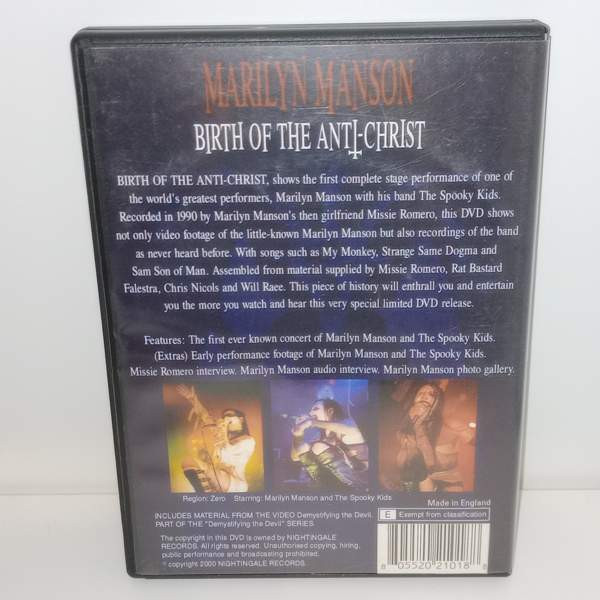 MARILYN MANSON
BIRTH OF THE ANTI-CHRIST
BIRTH OF THE ANTI-CHRIST, shows the first complete stage performance of one of
the world's greatest performers, Marilyn Manson with his band The Spooky Kids.
Recorded in 1990 by Marilyn Manson's then girlfriend Missie Romero, this DVD shows
not only video footage of the little-known Marilyn Manson but also recordings of the band
as never heard before. With songs such as My Monkey, Strange Same Dogma and
Sam Son of Man. Assembled from material supplied by Missie Romero, Rat Bastard
Falestra, Chris Nicols and Will Raee. This piece of history will enthrall you and entertain
you the more you watch and hear this very special limited DVD release.
Features: The first ever known concert of Marilyn Manson and The Spooky Kids.
(Extras) Early performance footage of Marilyn Manson and The Spooky Kids.
Missie Romero interview. Marilyn Manson audio interview. Marilyn Manson photo gallery.
Region: Zero Starring: Marilyn Manson and The Spooky Kids
Made in England
INCLUDES MATERIAL FROM THE VIDEO Demystifying the Devil.
PART OF THE "Demystifying the Devil" SERIES.
E Exempt from classification
The copyright in this DVD is owned by NIGHTINGALE
RECORDS. All rights reserved. Unauthorised copying, hiring,
public performance and broadcasting prohibited.
© copyright 2000 NIGHTINGALE RECORDS.
8 05520 21018 8